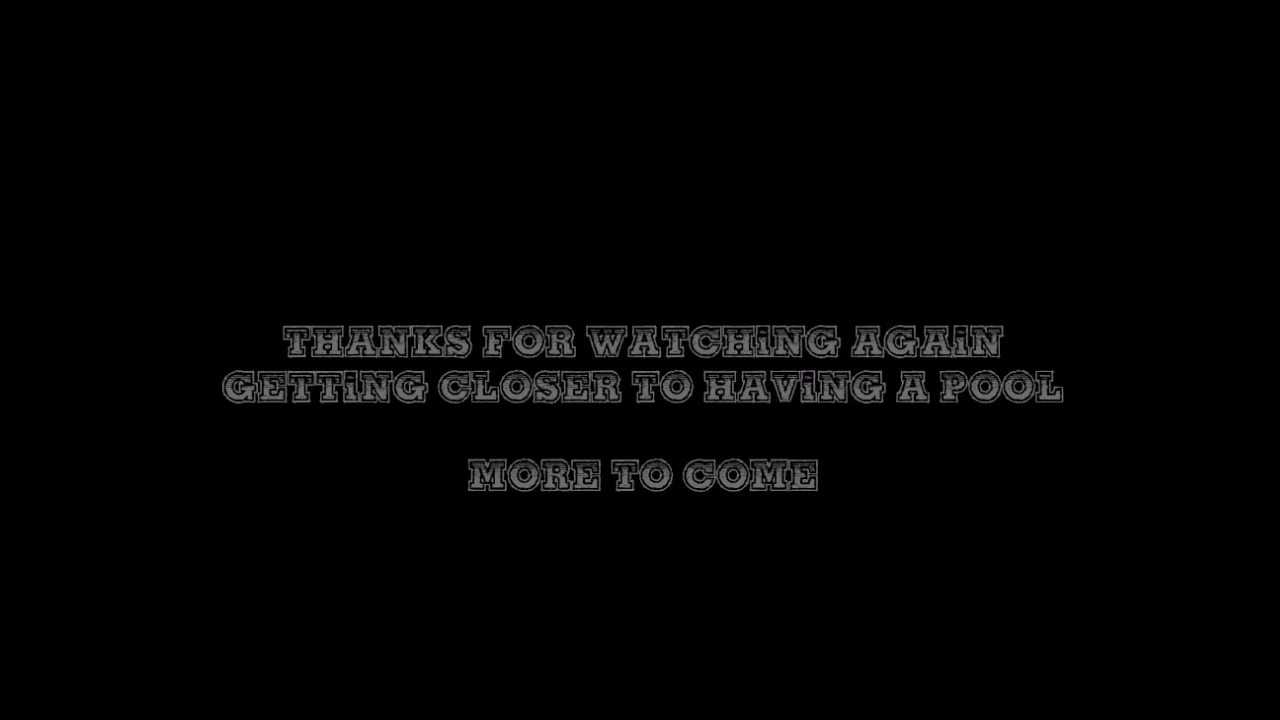 THANKS FOR WATCHiNG AGAiN
GETTiNG CLOSER TO HAViNG A POOL
MORE TO COME